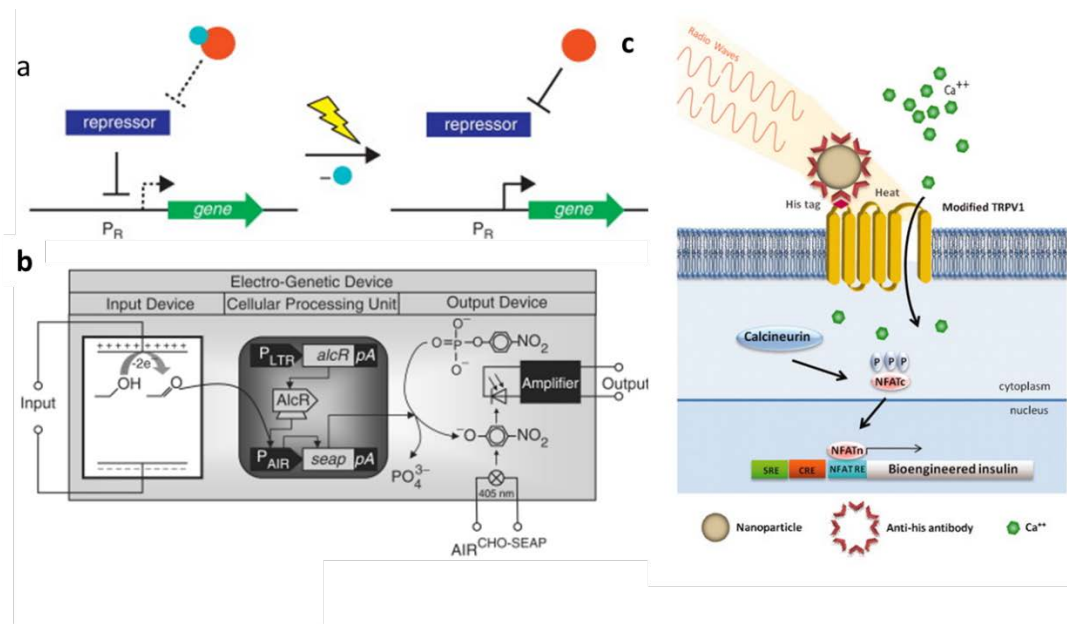 a
repressor
P_R
gene
repressor
P_R
gene
b
Electro-Genetic Device
Input Device
Cellular Processing Unit
Output Device
+ + + + + + + + + +
-2e
OH
O
Input
P_LTR alcR pA
AlcR
P_AIR seap pA
O⁻
⁻O-P-O NO₂
O
Amplifier
Output
⁻O NO₂
PO₄³⁻
405 nm
AIR^CHO-SEAP
c
Radio Waves
Ca⁺⁺
Nanoparticle
His tag
Heat
Modified TRPV1
Calcineurin
P P P
NFATc
cytoplasm
nucleus
NFATn
SRE CRE NFAT RE Bioengineered insulin
Nanoparticle
Anti-his antibody
Ca⁺⁺